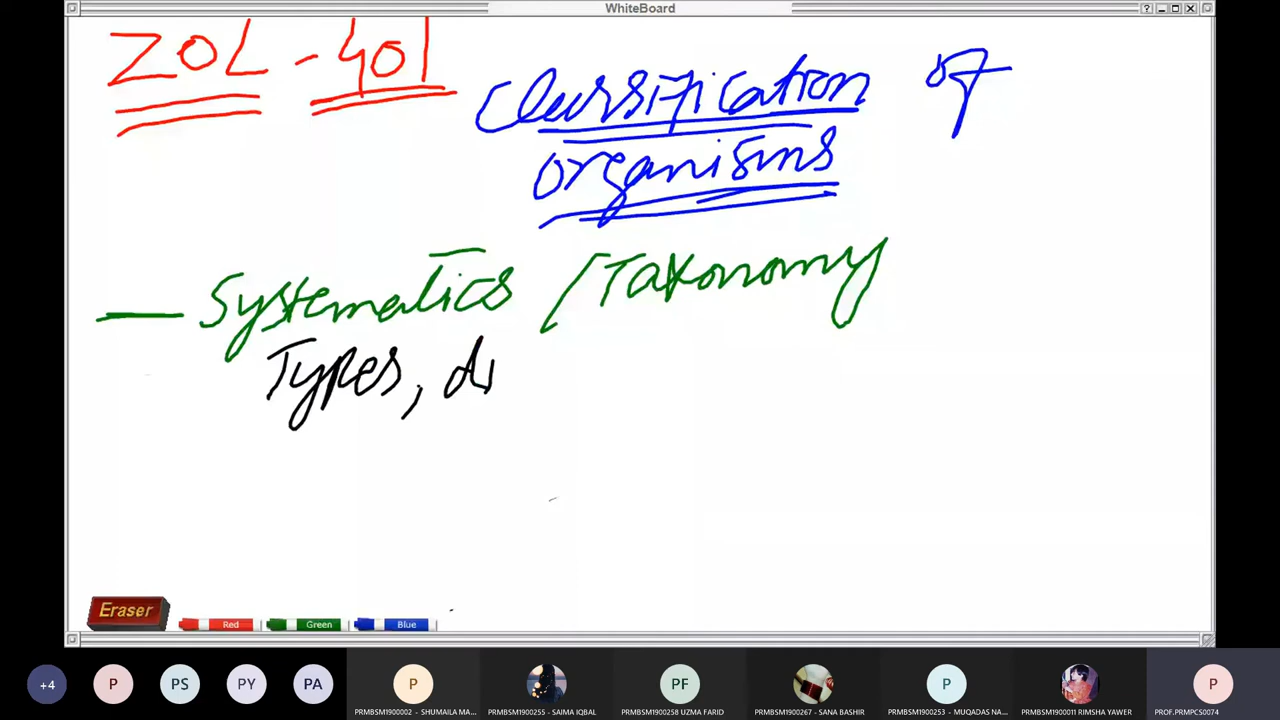 WhiteBoard
ZOL - 401
Classification of
organisms
Systematics / Taxonomy
Types, di
Eraser
Red
Green
Blue
+4
P
PS
PY
PA
P
PF
P
P
PRMBSM1900002 - SHUMAILA MA...
PRMBSM1900255 - SAIMA IQBAL
PRMBSM1900258 UZMA FARID
PRMBSM1900267 - SANA BASHIR
PRMBSM1900253 - MUQADAS NA...
PRMBSM1900011 RIMSHA YAWER
PROF.PRMPCS0074